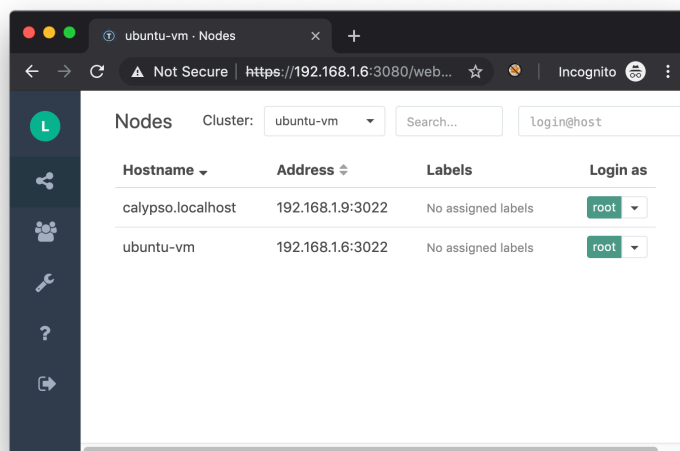 ubuntu-vm · Nodes
Not Secure | https://192.168.1.6:3080/web...
Incognito
L
Nodes Cluster: ubuntu-vm Search... login@host
Hostname Address Labels Login as
calypso.localhost 192.168.1.9:3022 No assigned labels root
ubuntu-vm 192.168.1.6:3022 No assigned labels root
?